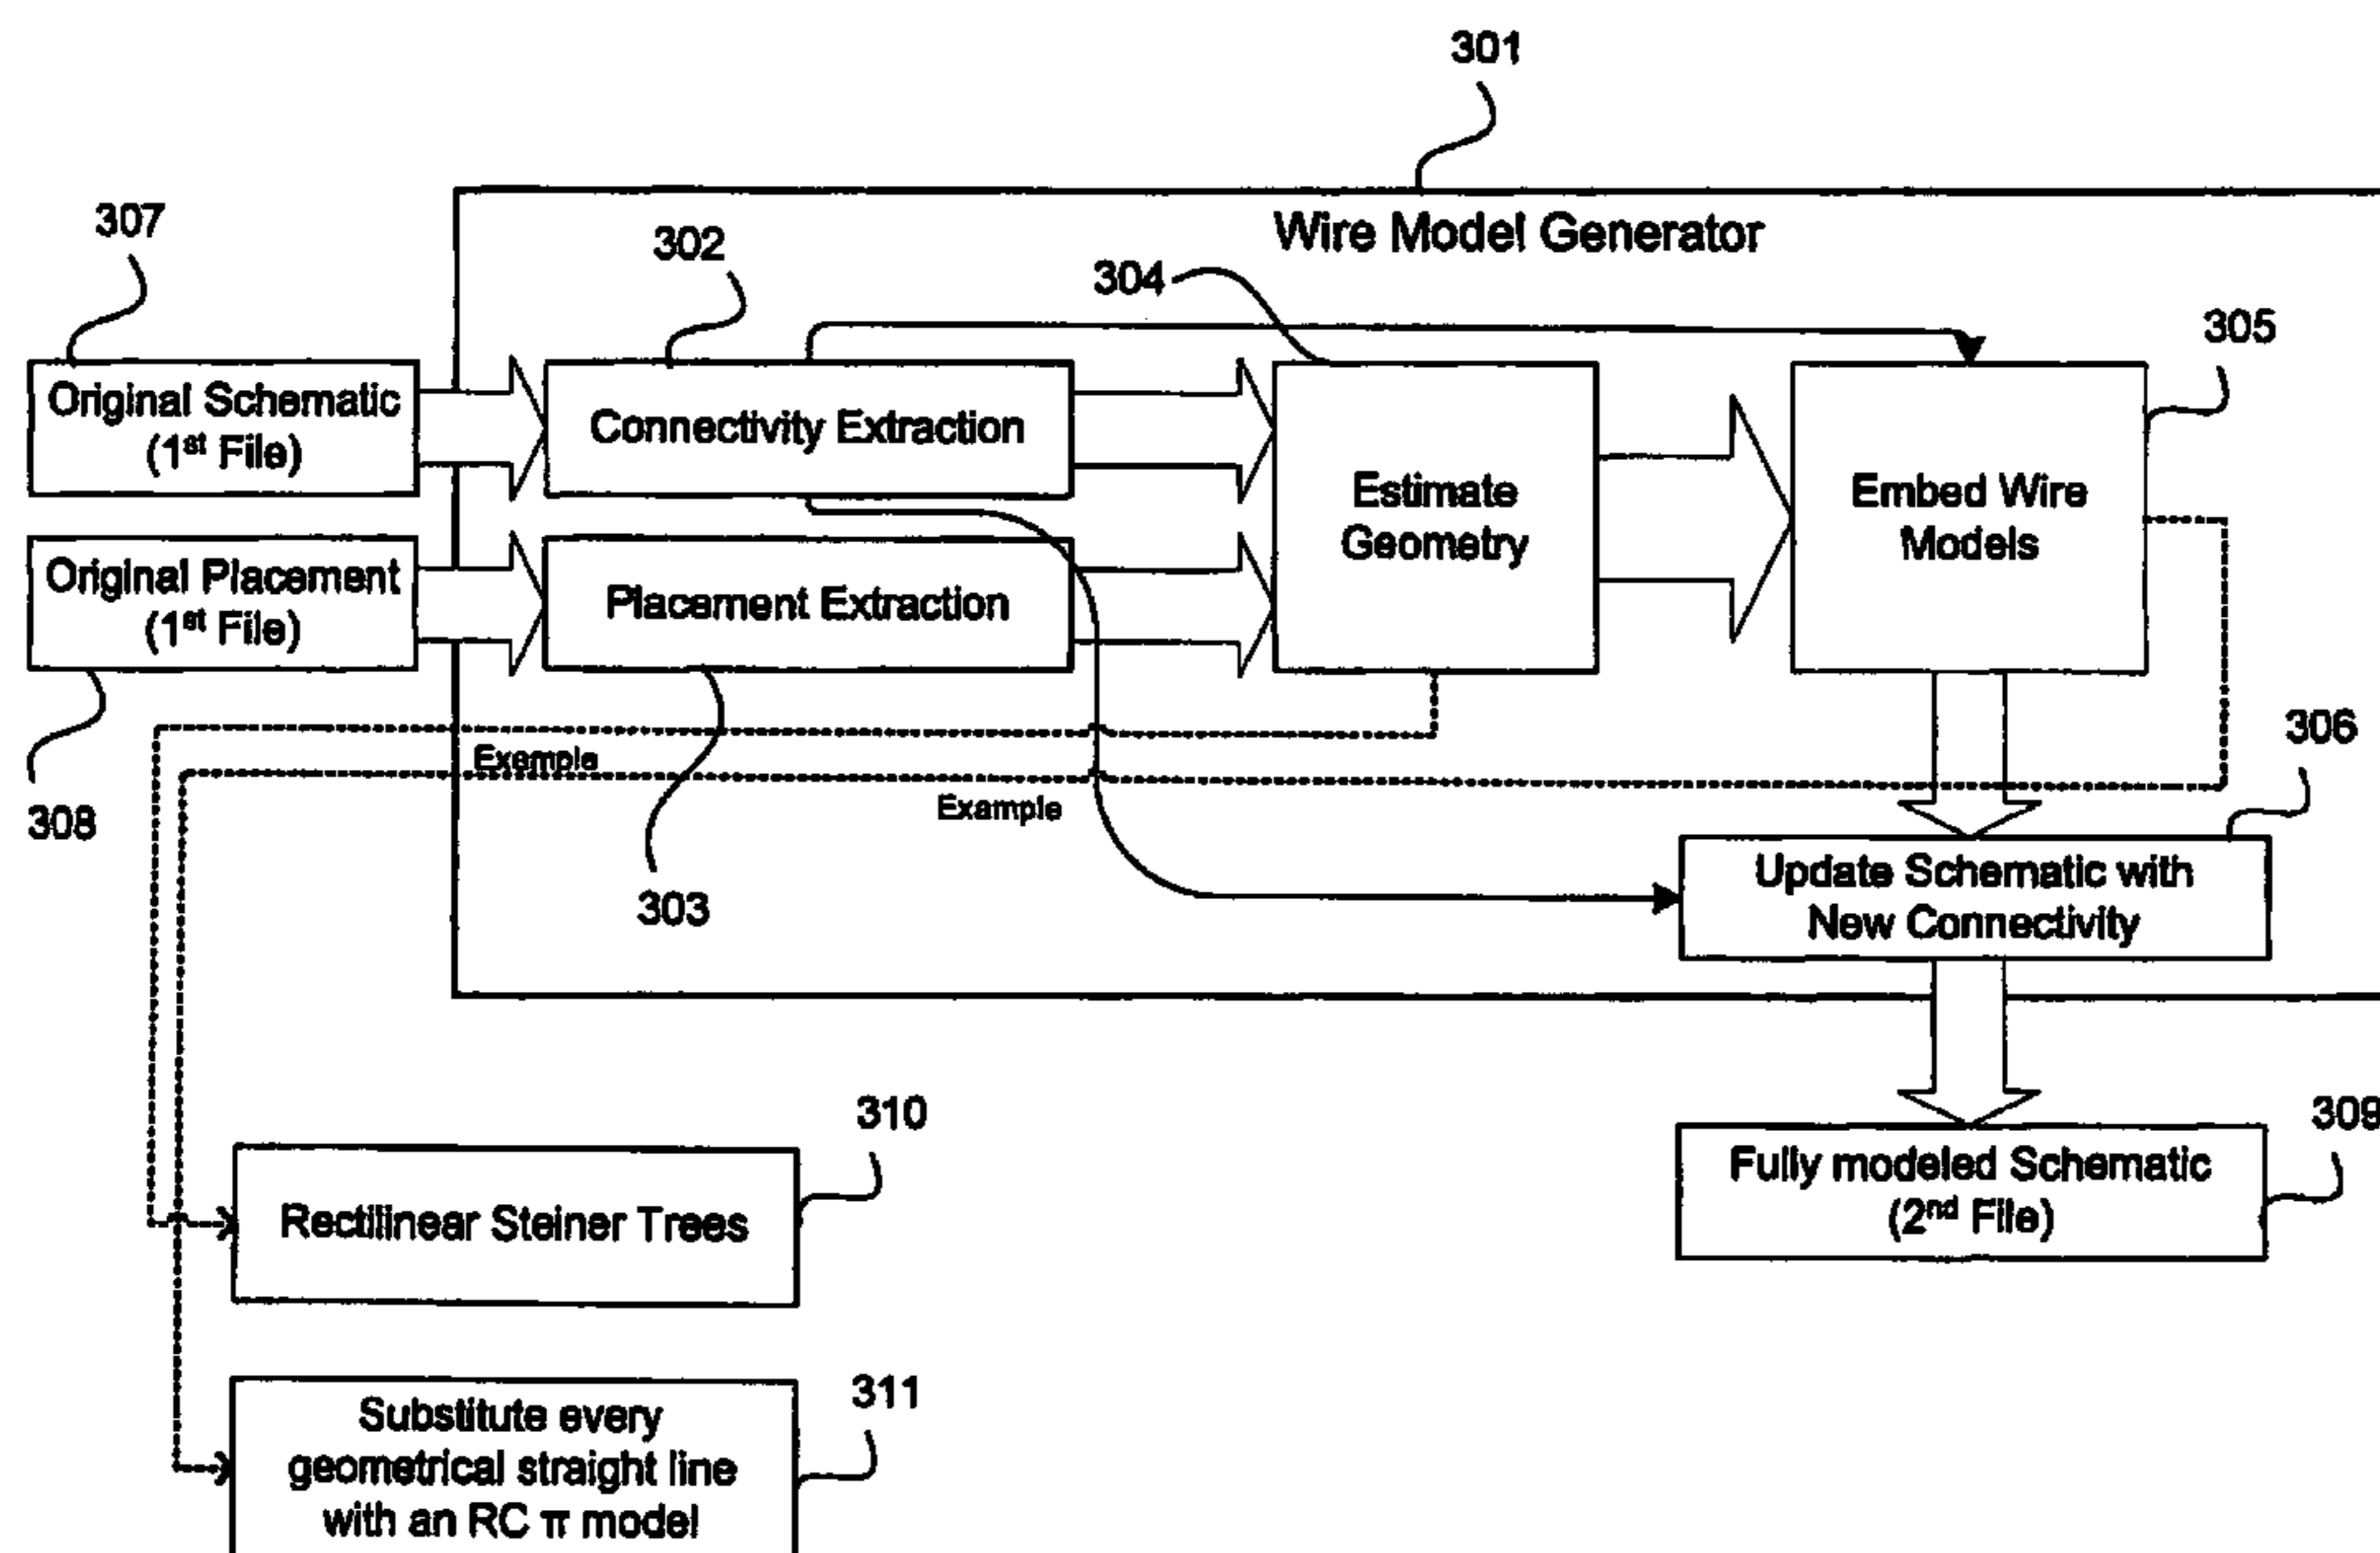 301
Wire Model Generator
307
302
304
305
Original Schematic
(1st File)
Connectivity Extraction
Estimate
Geometry
Embed Wire
Models
Original Placement
(1st File)
Placement Extraction
306
Example
Example
308
303
Update Schematic with
New Connectivity
310
309
Rectilinear Steiner Trees
Fully modeled Schematic
(2nd File)
311
Substitute every
geometrical straight line
with an RC π model